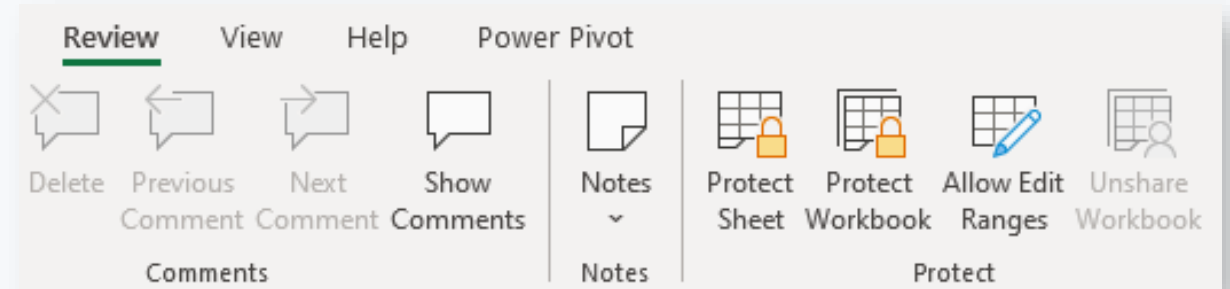 Review View Help Power Pivot
Delete Previous Next Show Notes Protect Protect Allow Edit Unshare
Comment Comment Comments Sheet Workbook Ranges Workbook
Comments Notes Protect